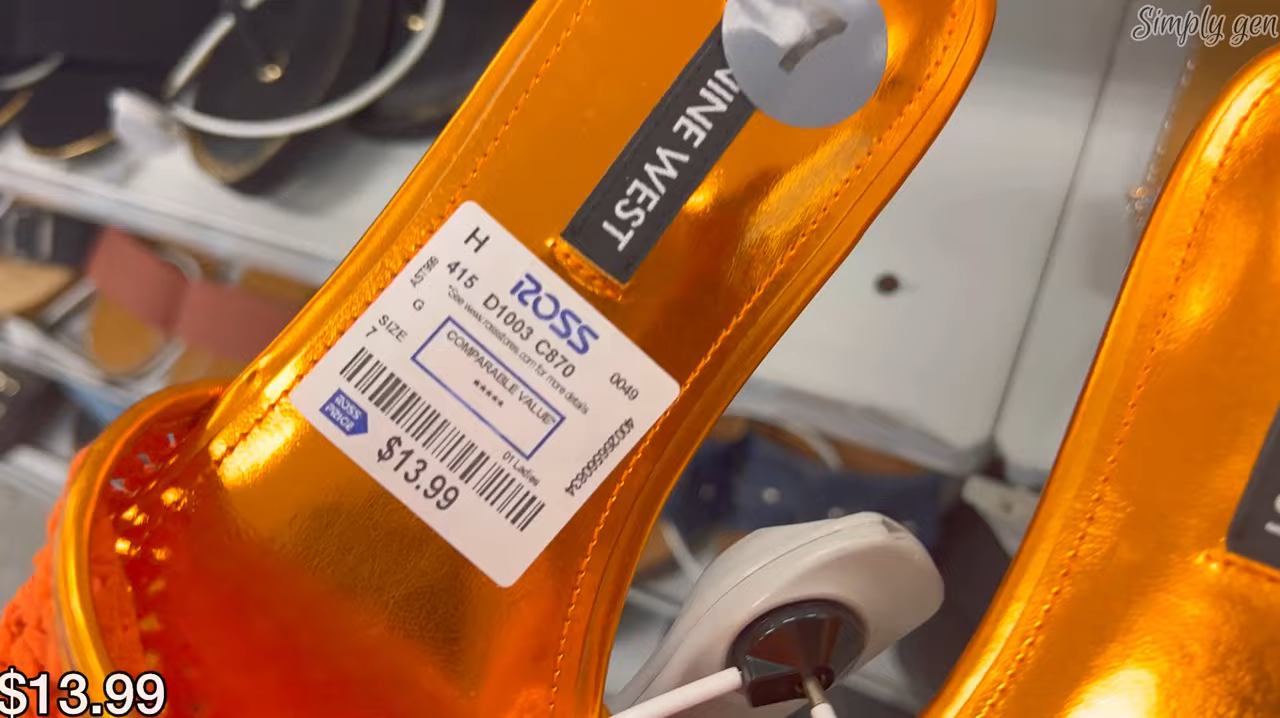 Simply gen
NINE WEST
H
ROSS
415 D1003 C870
*See www.rossstores.com for more details
AST999
G
0049
SIZE
7
COMPARABLE VALUE*
*****
01 Ladies
ROSS
PRICE
$13.99
$13.99